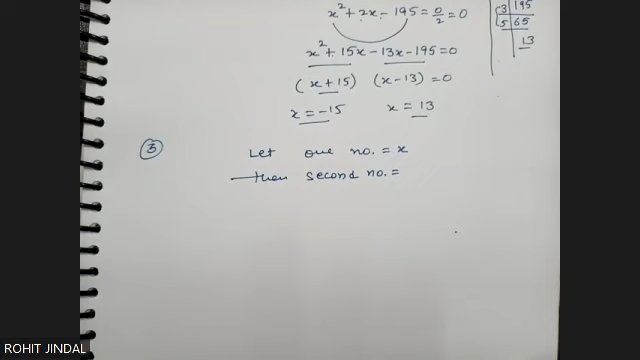 x² + 2x - 195 = 0/2 = 0
3 | 195
5 | 65
| 13
x² + 15x - 13x - 195 = 0
(x + 15) (x - 13) = 0
x = -15 x = 13
③ Let one no. = x
then second no. =
ROHIT JINDAL